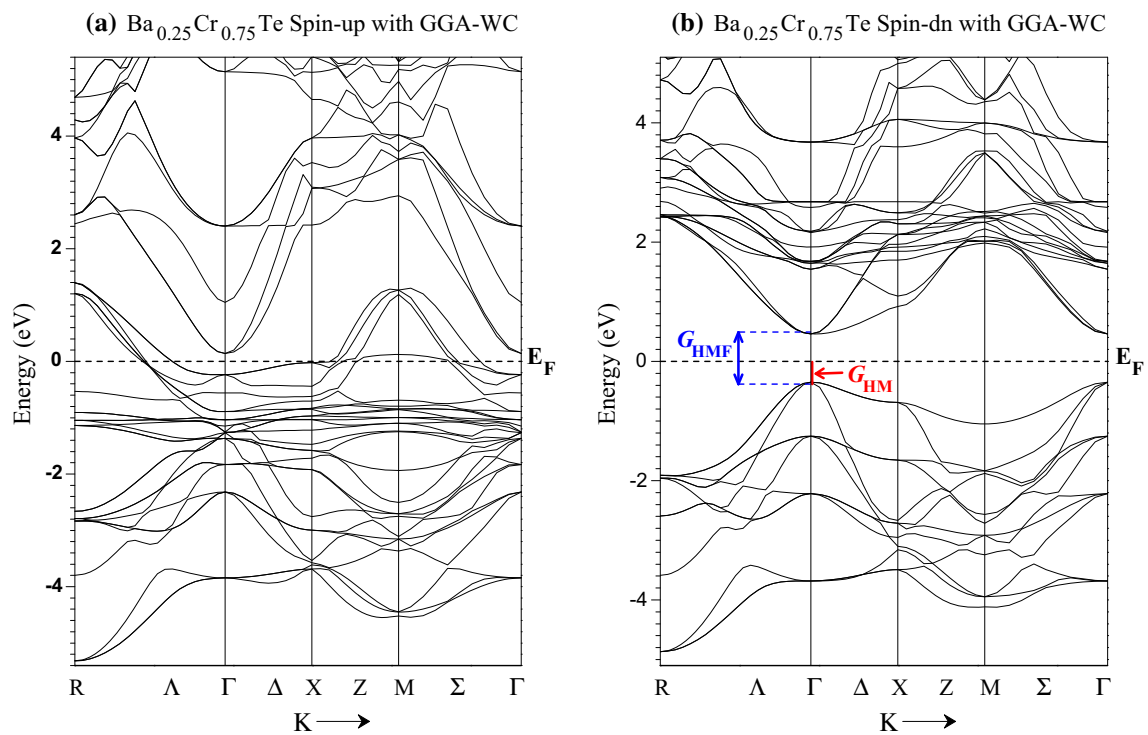 (a) Ba0.25Cr0.75Te Spin-up with GGA-WC
(b) Ba0.25Cr0.75Te Spin-dn with GGA-WC
Energy (eV)
4
2
0
-2
-4
EF
R Λ Γ Δ X Z M Σ Γ
K
Energy (eV)
4
2
0
-2
-4
GHMF
GHM
EF
R Λ Γ Δ X Z M Σ Γ
K